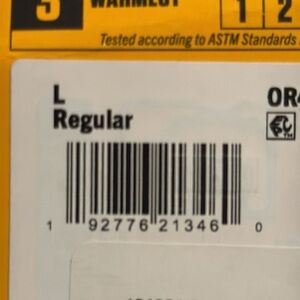 5 WARMEST 1 2
Tested according to ASTM Standards
L OR
Regular
1 92776 21346 0